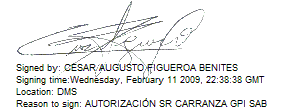 Signed by: CESAR AUGUSTO FIGUEROA BENITES
Signing time:Wednesday, February 11 2009, 22:38:38 GMT
Location: DMS
Reason to sign: AUTORIZACIÓN SR CARRANZA GPI SAB